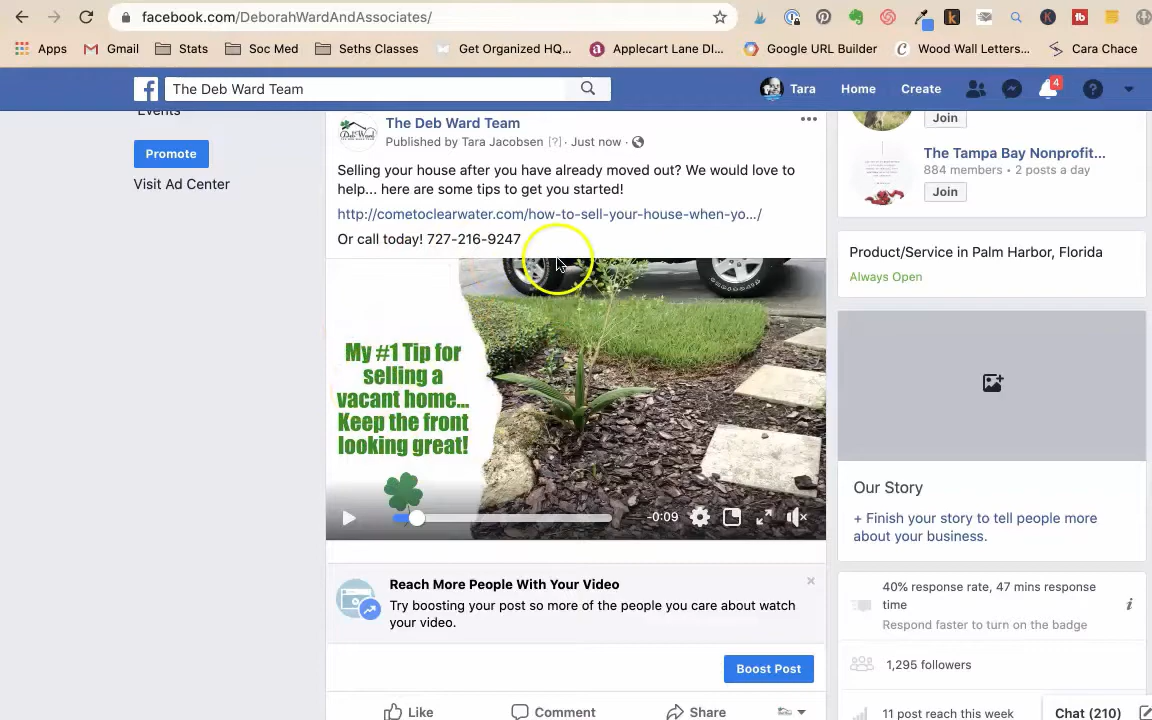 facebook.com/DeborahWardAndAssociates/
Apps Gmail Stats Soc Med Seths Classes Get Organized HQ... Applecart Lane DI... Google URL Builder Wood Wall Letters... Cara Chace
The Deb Ward Team
Tara Home Create 4
Events
Promote
Visit Ad Center
The Deb Ward Team
Published by Tara Jacobsen [?] · Just now ·
Selling your house after you have already moved out? We would love to
help... here are some tips to get you started!
http://cometoclearwater.com/how-to-sell-your-house-when-yo.../
Or call today! 727-216-9247
My #1 Tip for
selling a
vacant home...
Keep the front
looking great!
-0:09
Reach More People With Your Video
Try boosting your post so more of the people you care about watch
your video.
Boost Post
Like Comment Share
Join
The Tampa Bay Nonprofit...
884 members • 2 posts a day
Join
Product/Service in Palm Harbor, Florida
Always Open
Our Story
+ Finish your story to tell people more
about your business.
40% response rate, 47 mins response
time
Respond faster to turn on the badge
1,295 followers
11 post reach this week
Chat (210)